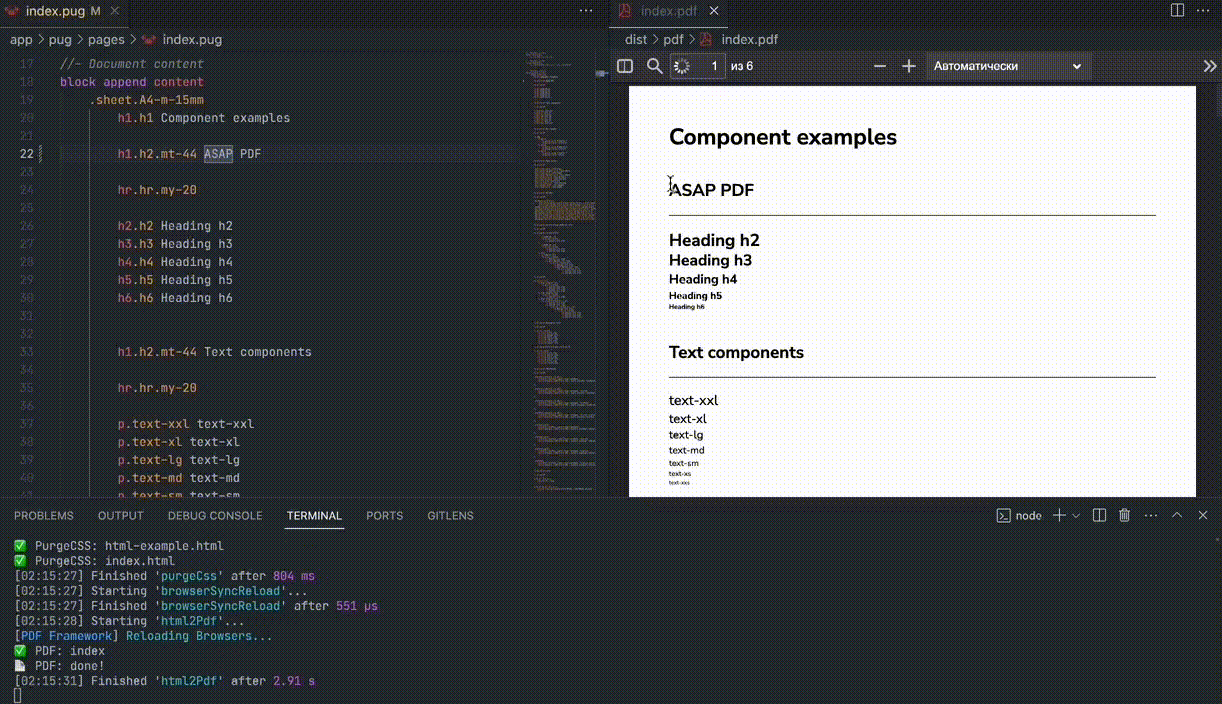 index.pug M
app > pug > pages > index.pug
17 //- Document content
18 block append content
19 .sheet.A4-m-15mm
20 h1.h1 Component examples
21
22 h1.h2.mt-44 ASAP PDF
23
24 hr.hr.my-20
25
26 h2.h2 Heading h2
27 h3.h3 Heading h3
28 h4.h4 Heading h4
29 h5.h5 Heading h5
30 h6.h6 Heading h6
31
32
33 h1.h2.mt-44 Text components
34
35 hr.hr.my-20
36
37 p.text-xxl text-xxl
38 p.text-xl text-xl
39 p.text-lg text-lg
40 p.text-md text-md
41 p.text-sm text-sm
index.pdf
dist > pdf > index.pdf
1 из 6 Автоматически
Component examples
ASAP PDF
Heading h2
Heading h3
Heading h4
Heading h5
Heading h6
Text components
text-xxl
text-xl
text-lg
text-md
text-sm
text-xs
text-xxs
PROBLEMS OUTPUT DEBUG CONSOLE TERMINAL PORTS GITLENS node
✅ PurgeCSS: html-example.html
✅ PurgeCSS: index.html
[02:15:27] Finished 'purgeCss' after 804 ms
[02:15:27] Starting 'browserSyncReload'...
[02:15:27] Finished 'browserSyncReload' after 551 μs
[02:15:28] Starting 'html2Pdf'...
[PDF Framework] Reloading Browsers...
✅ PDF: index
PDF: done!
[02:15:31] Finished 'html2Pdf' after 2.91 s